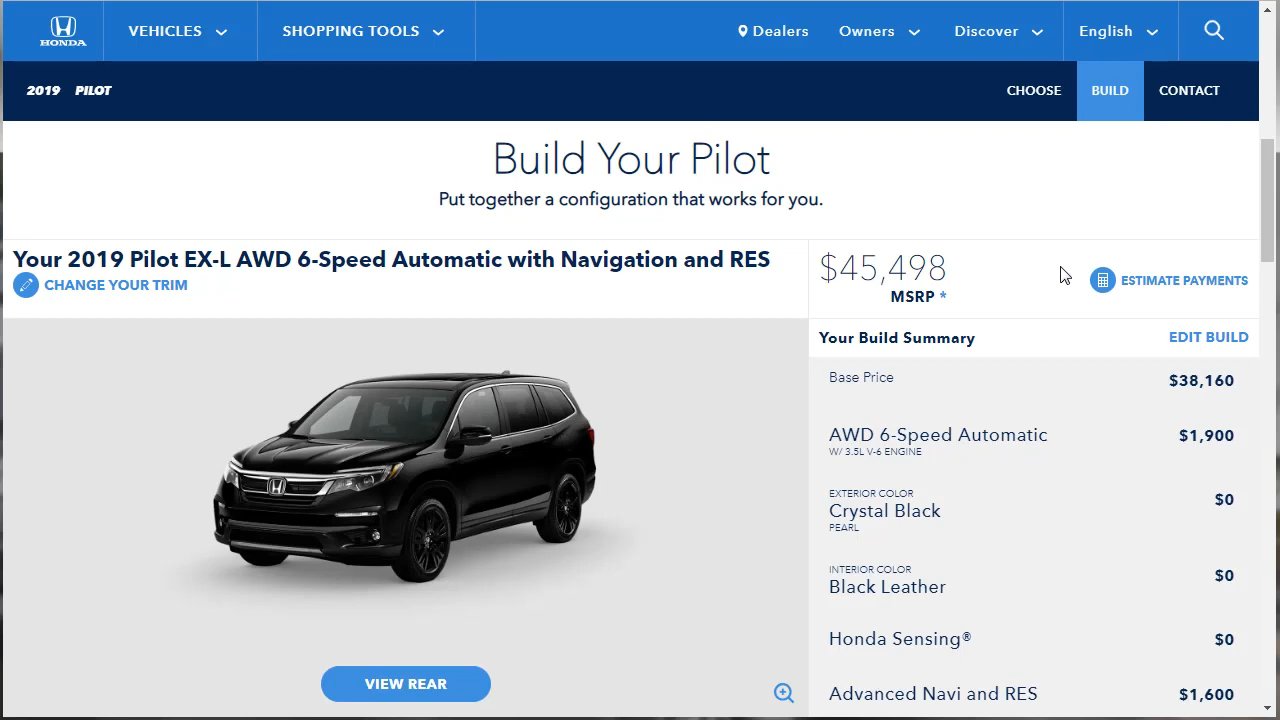 HONDA
VEHICLES
SHOPPING TOOLS
Dealers
Owners
Discover
English
2019 PILOT
CHOOSE
BUILD
CONTACT
Build Your Pilot
Put together a configuration that works for you.
Your 2019 Pilot EX-L AWD 6-Speed Automatic with Navigation and RES
CHANGE YOUR TRIM
$45,498
MSRP *
ESTIMATE PAYMENTS
Your Build Summary
EDIT BUILD
Base Price
$38,160
AWD 6-Speed Automatic
$1,900
W/ 3.5L V-6 ENGINE
EXTERIOR COLOR
$0
Crystal Black
PEARL
INTERIOR COLOR
$0
Black Leather
Honda Sensing®
$0
Advanced Navi and RES
$1,600
VIEW REAR